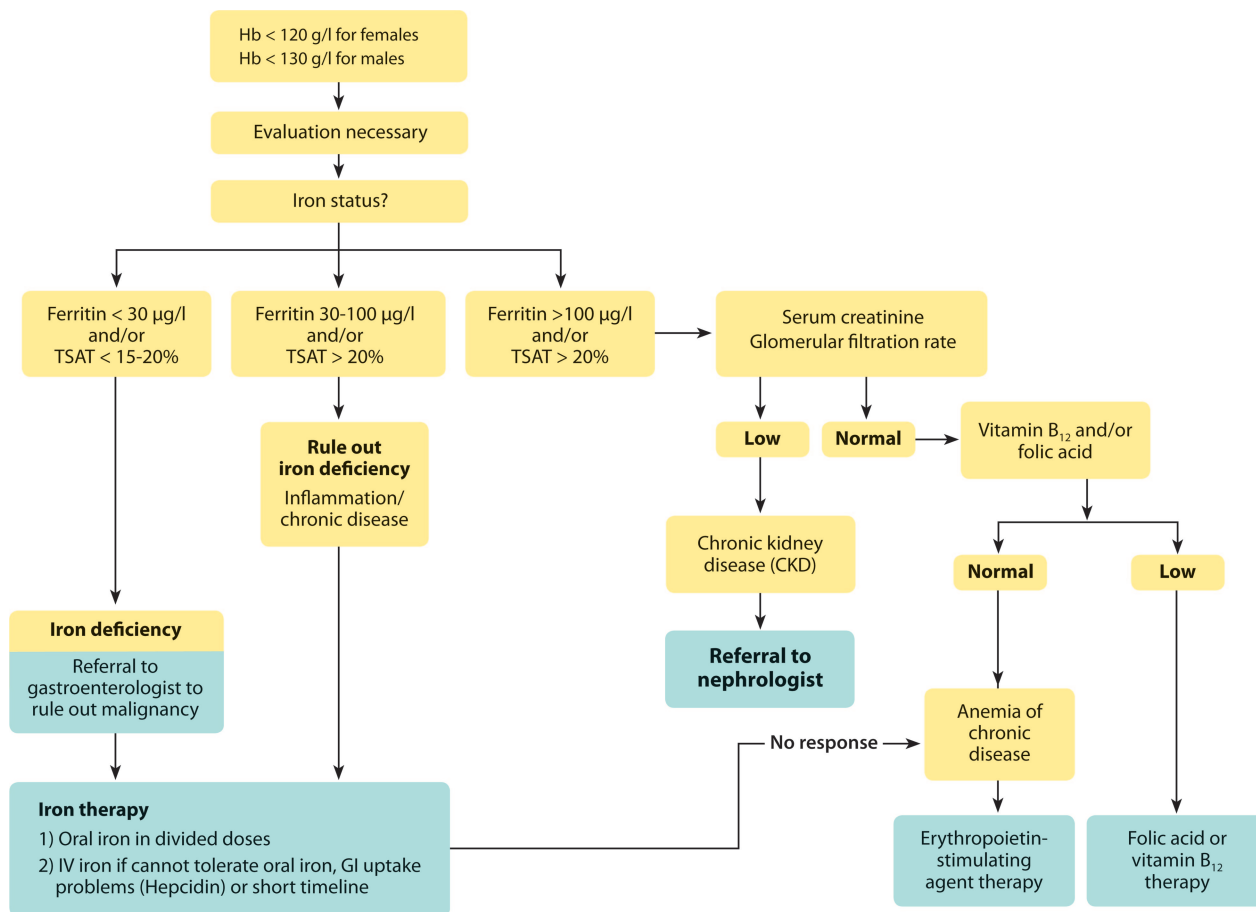 Hb < 120 g/l for females
Hb < 130 g/l for males
Evaluation necessary
Iron status?
Ferritin < 30 µg/l
and/or
TSAT < 15-20%
Ferritin 30-100 µg/l
and/or
TSAT > 20%
Ferritin >100 µg/l
and/or
TSAT > 20%
Serum creatinine
Glomerular filtration rate
Low
Normal
Vitamin B₁₂ and/or
folic acid
Rule out
iron deficiency
Inflammation/
chronic disease
Chronic kidney
disease (CKD)
Normal
Low
Iron deficiency
Referral to
gastroenterologist to
rule out malignancy
Referral to
nephrologist
Anemia of
chronic
disease
No response
Iron therapy
1) Oral iron in divided doses
2) IV iron if cannot tolerate oral iron, GI uptake
problems (Hepcidin) or short timeline
Erythropoietin-
stimulating
agent therapy
Folic acid or
vitamin B₁₂
therapy